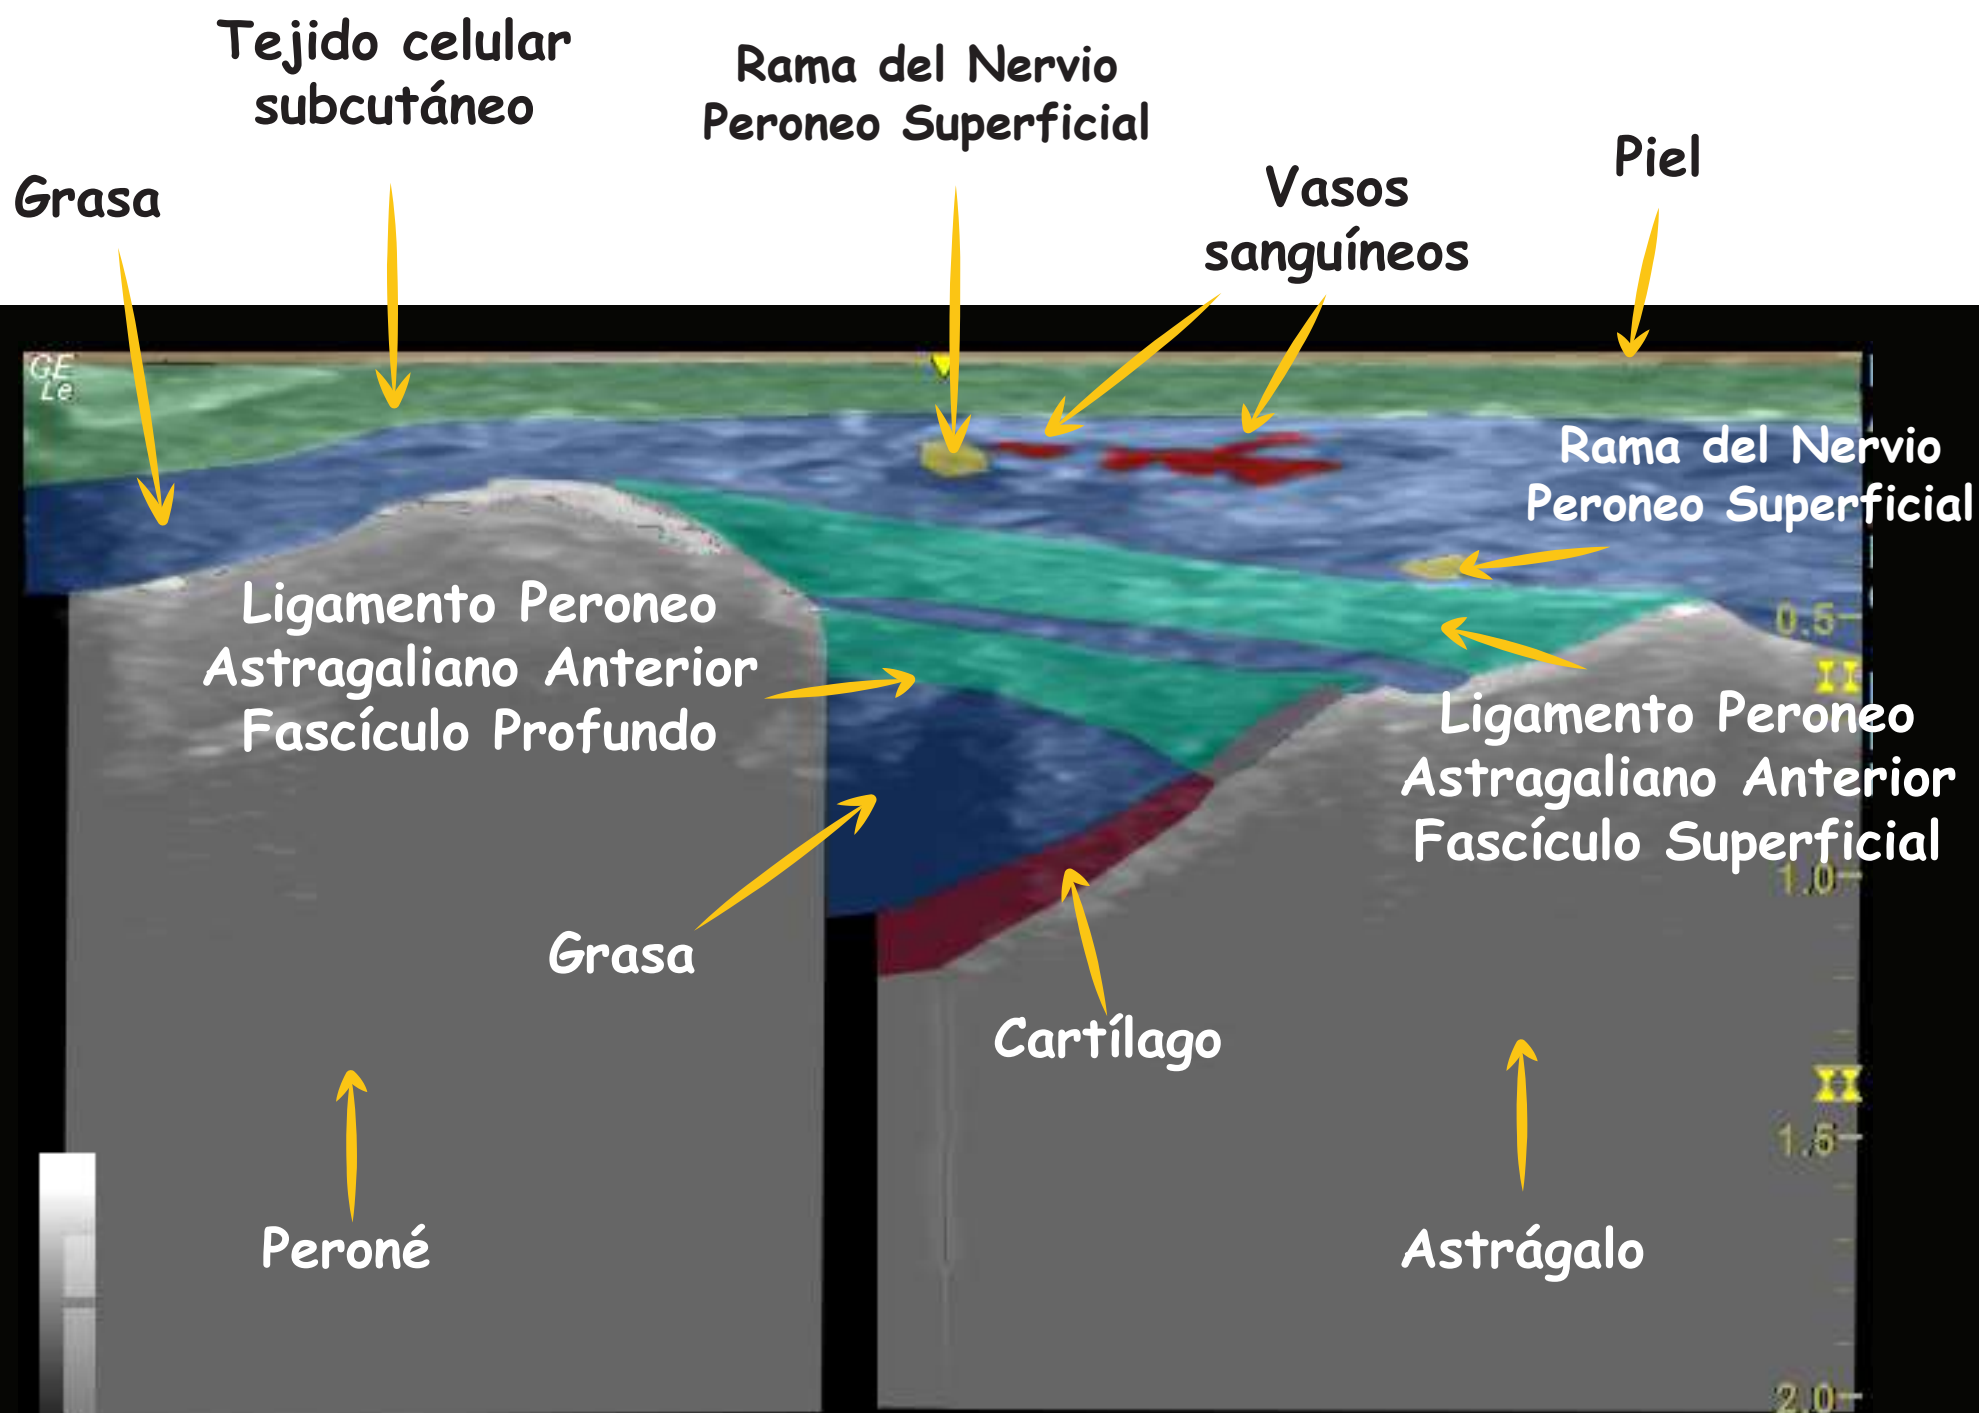 Tejido celular
subcutáneo
Rama del Nervio
Peroneo Superficial
Piel
Vasos
sanguíneos
Grasa
GE
Le
Rama del Nervio
Peroneo Superficial
Ligamento Peroneo
Astragaliano Anterior
Fascículo Profundo
0.5
Ligamento Peroneo
Astragaliano Anterior
Fascículo Superficial
1.0
Grasa
Cartílago
1.5
Peroné
Astrágalo
2.0